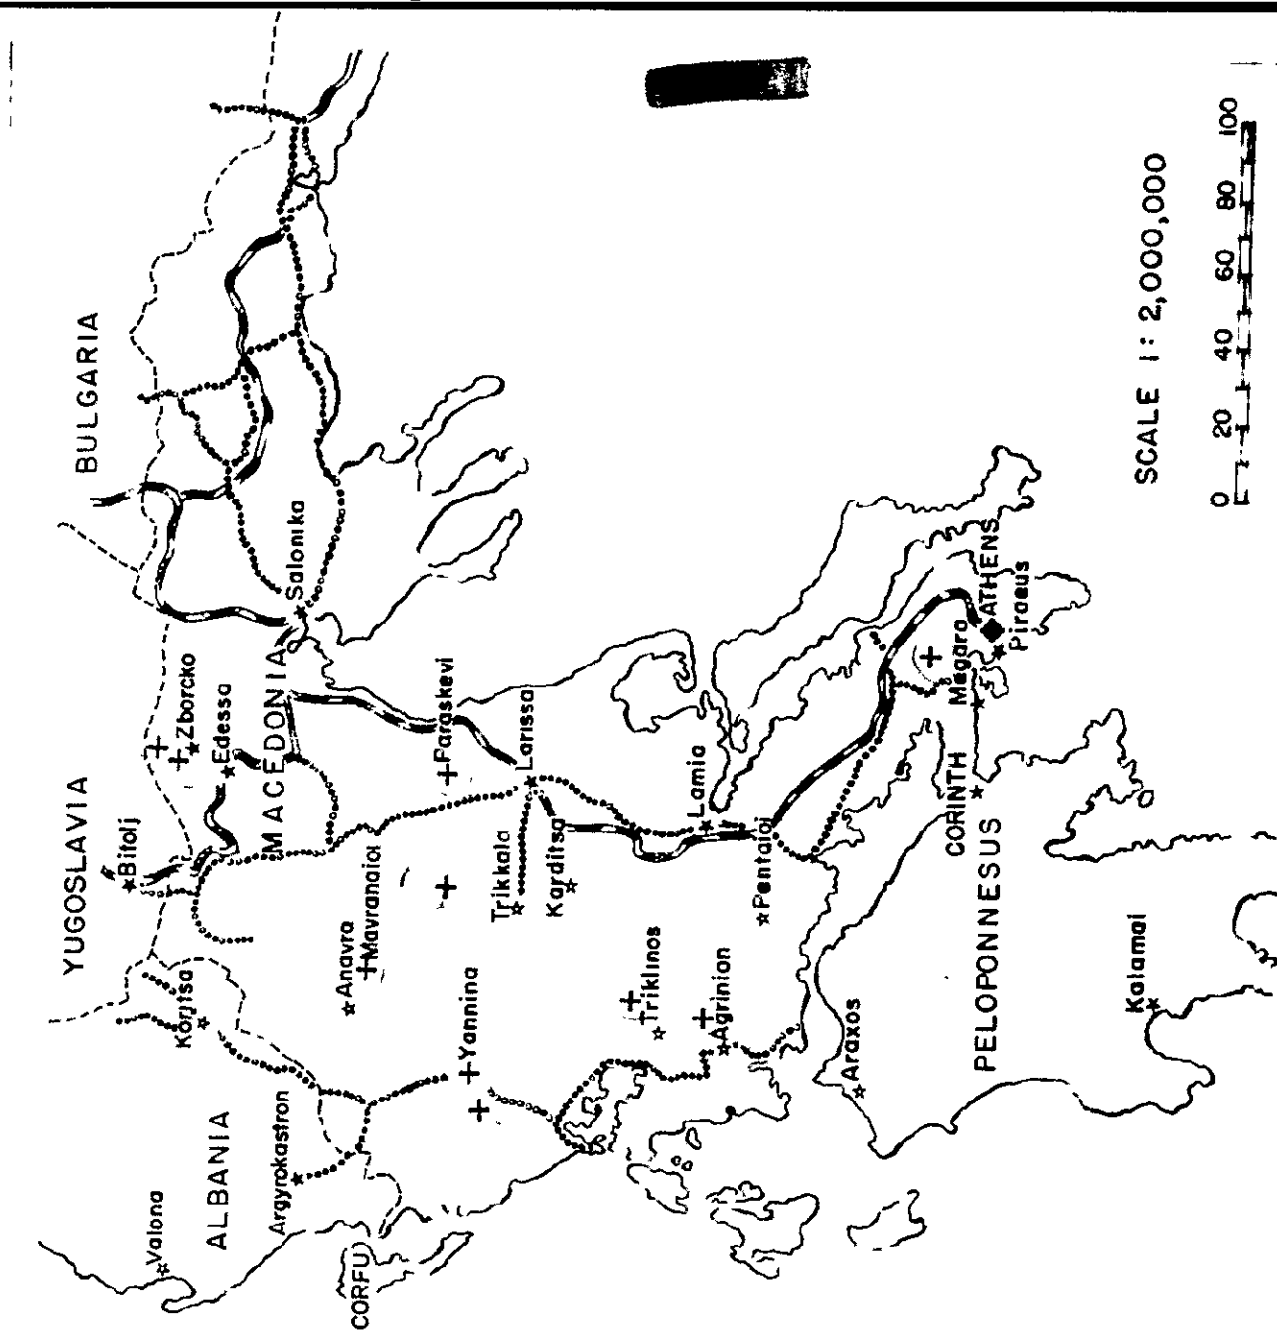 YUGOSLAVIA
BULGARIA
Bitolj
Valona
Koritsa
Zborcko
ALBANIA
Edessa
MACEDONIA
Argyrokastron
Salonika
Anavra
CORFU
Mavranaioi
Paraskevi
Yannina
Trikkala
Larissa
Karditsa
Triklinos
Lamia
Agrinion
Pentaioi
Araxos
CORINTH
Megara
PELOPONNESUS
ATHENS
Piraeus
Kalamai
SCALE 1:2,000,000
0 20 40 60 80 100